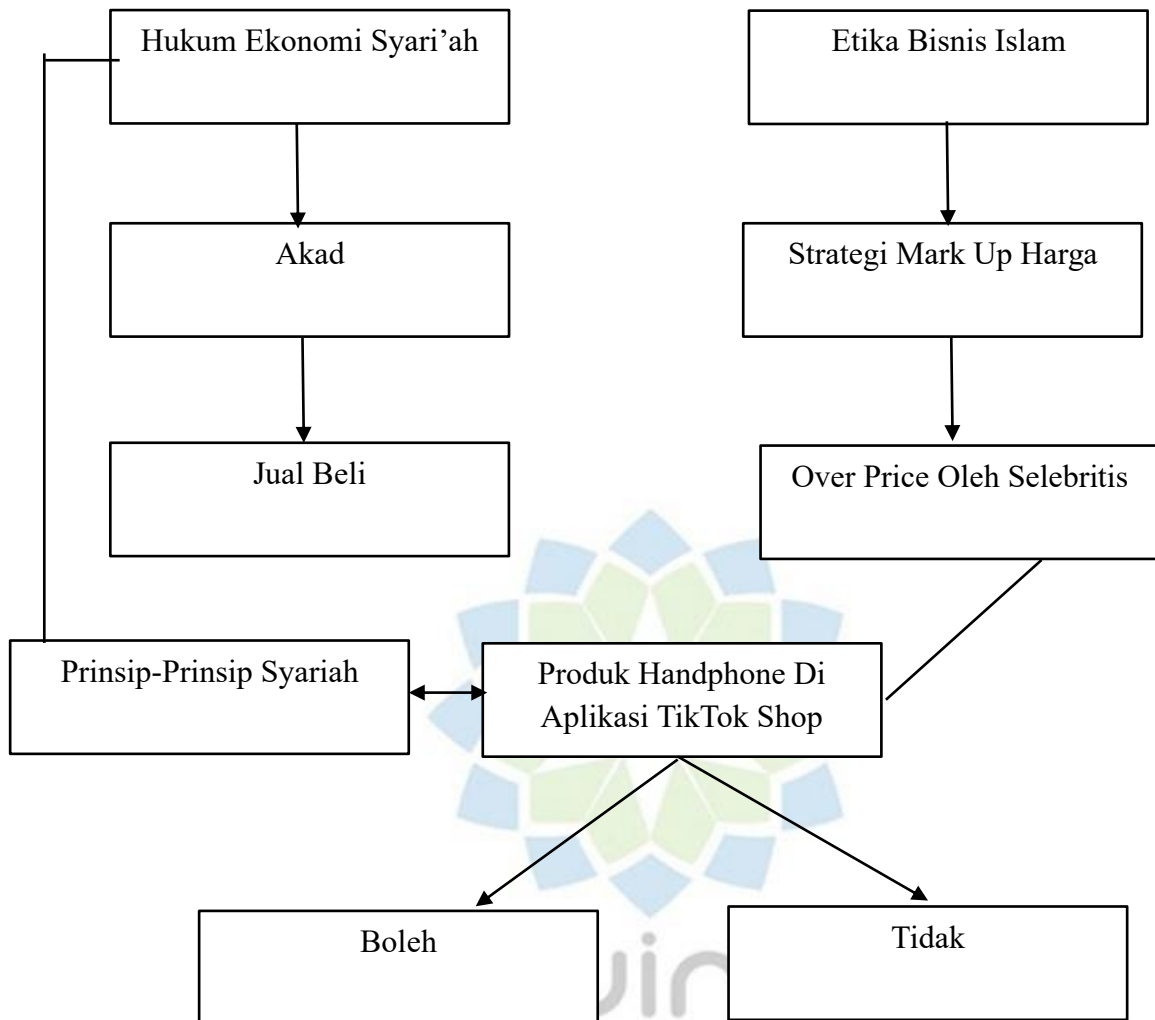 Hukum Ekonomi Syari’ah
Etika Bisnis Islam
Akad
Strategi Mark Up Harga
Jual Beli
Over Price Oleh Selebritis
Prinsip-Prinsip Syariah
Produk Handphone Di
Aplikasi TikTok Shop
Boleh
Tidak
uin